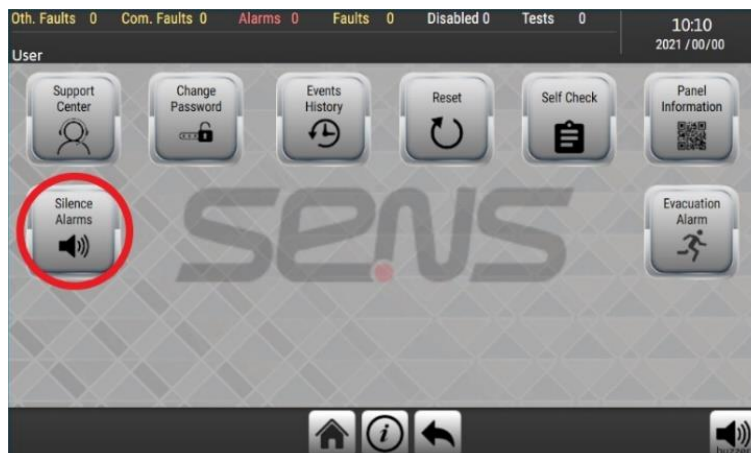 Oth. Faults 0 Com. Faults 0 Alarms 0 Faults 0 Disabled 0 Tests 0
10:10
2021 /00/00
User
Support
Center
Change
Password
Events
History
Reset
Self Check
Panel
Information
Silence
Alarms
Evacuation
Alarm
sens
i
buzzer